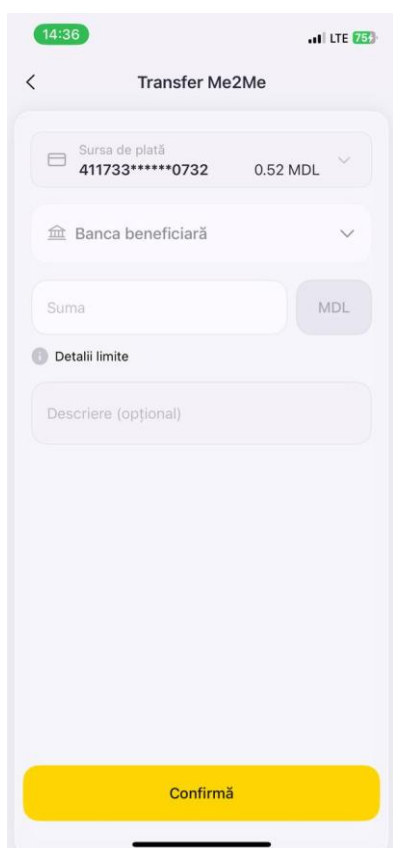 14:36
LTE 75
Transfer Me2Me
Sursa de plată
411733******0732 0.52 MDL
Banca beneficiară
Suma MDL
Detalii limite
Descriere (opțional)
Confirmă